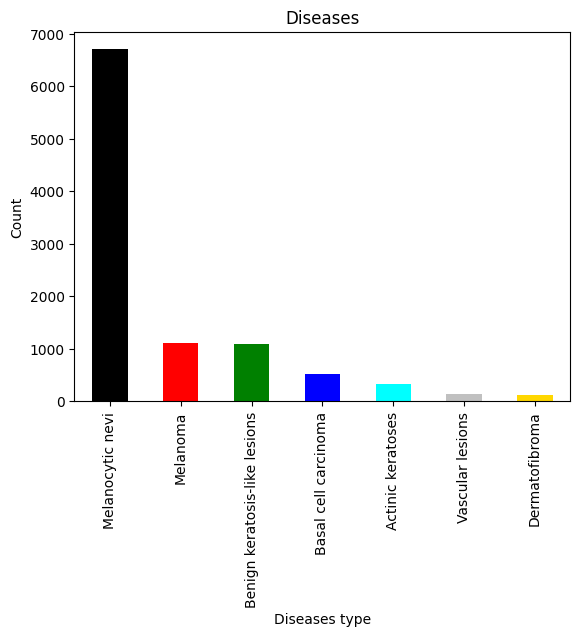 Diseases
7000
6000
5000
4000
3000
2000
1000
0
Count
Melanocytic nevi
Melanoma
Benign keratosis-like lesions
Basal cell carcinoma
Actinic keratoses
Vascular lesions
Dermatofibroma
Diseases type